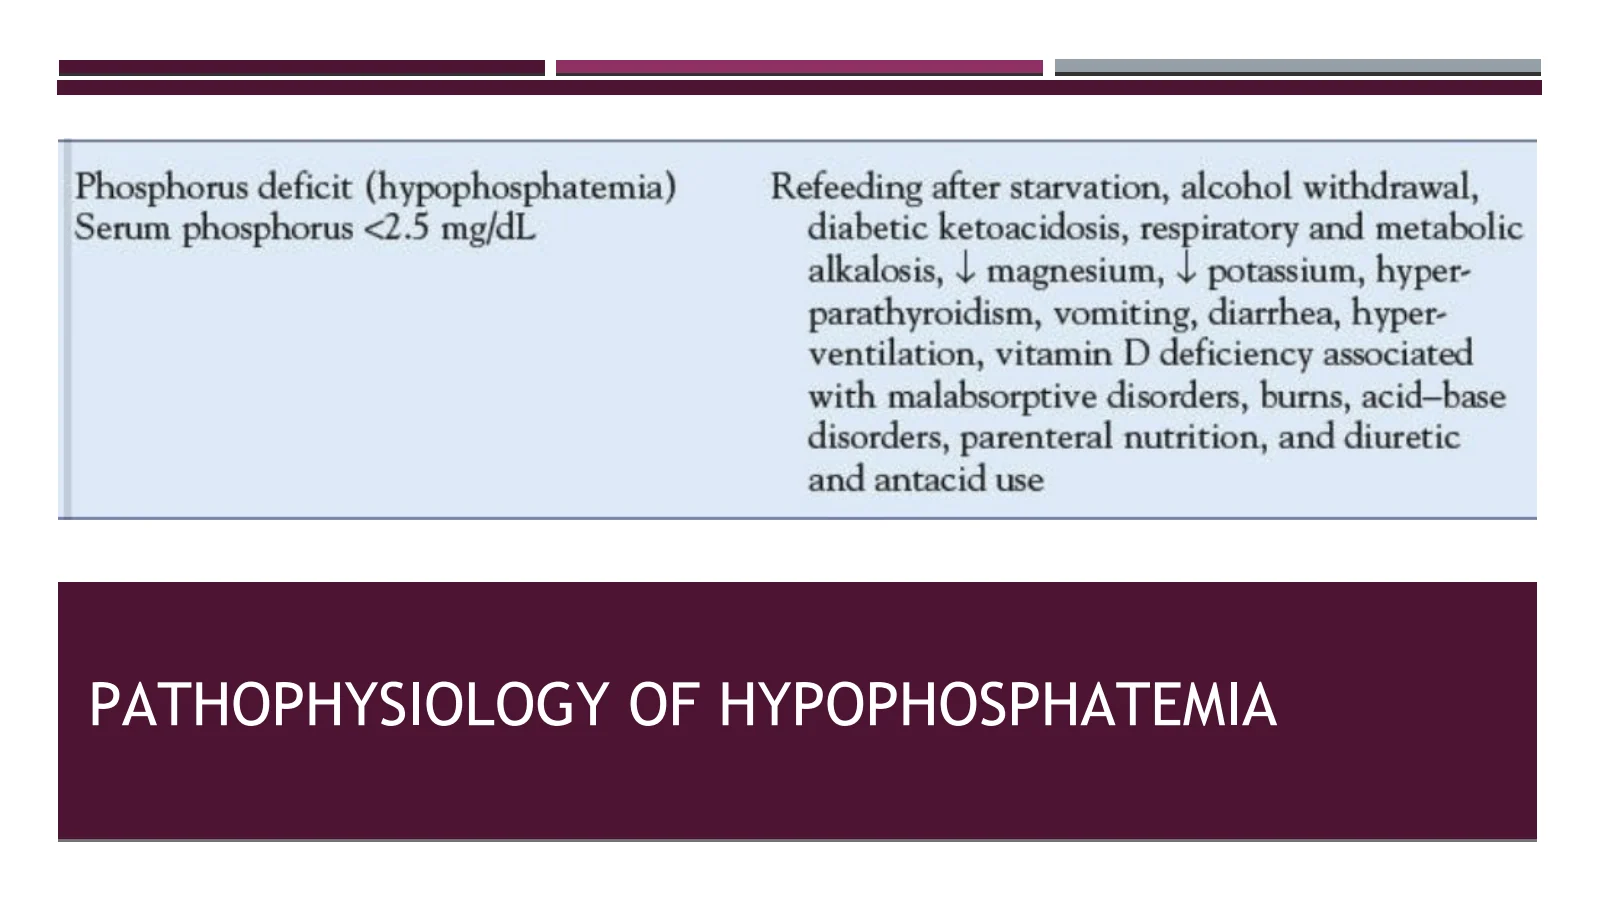 Phosphorus deficit (hypophosphatemia)
Serum phosphorus <2.5 mg/dL
Refeeding after starvation, alcohol withdrawal,
diabetic ketoacidosis, respiratory and metabolic
alkalosis, ↓ magnesium, ↓ potassium, hyper-
parathyroidism, vomiting, diarrhea, hyper-
ventilation, vitamin D deficiency associated
with malabsorptive disorders, burns, acid–base
disorders, parenteral nutrition, and diuretic
and antacid use
PATHOPHYSIOLOGY OF HYPOPHOSPHATEMIA